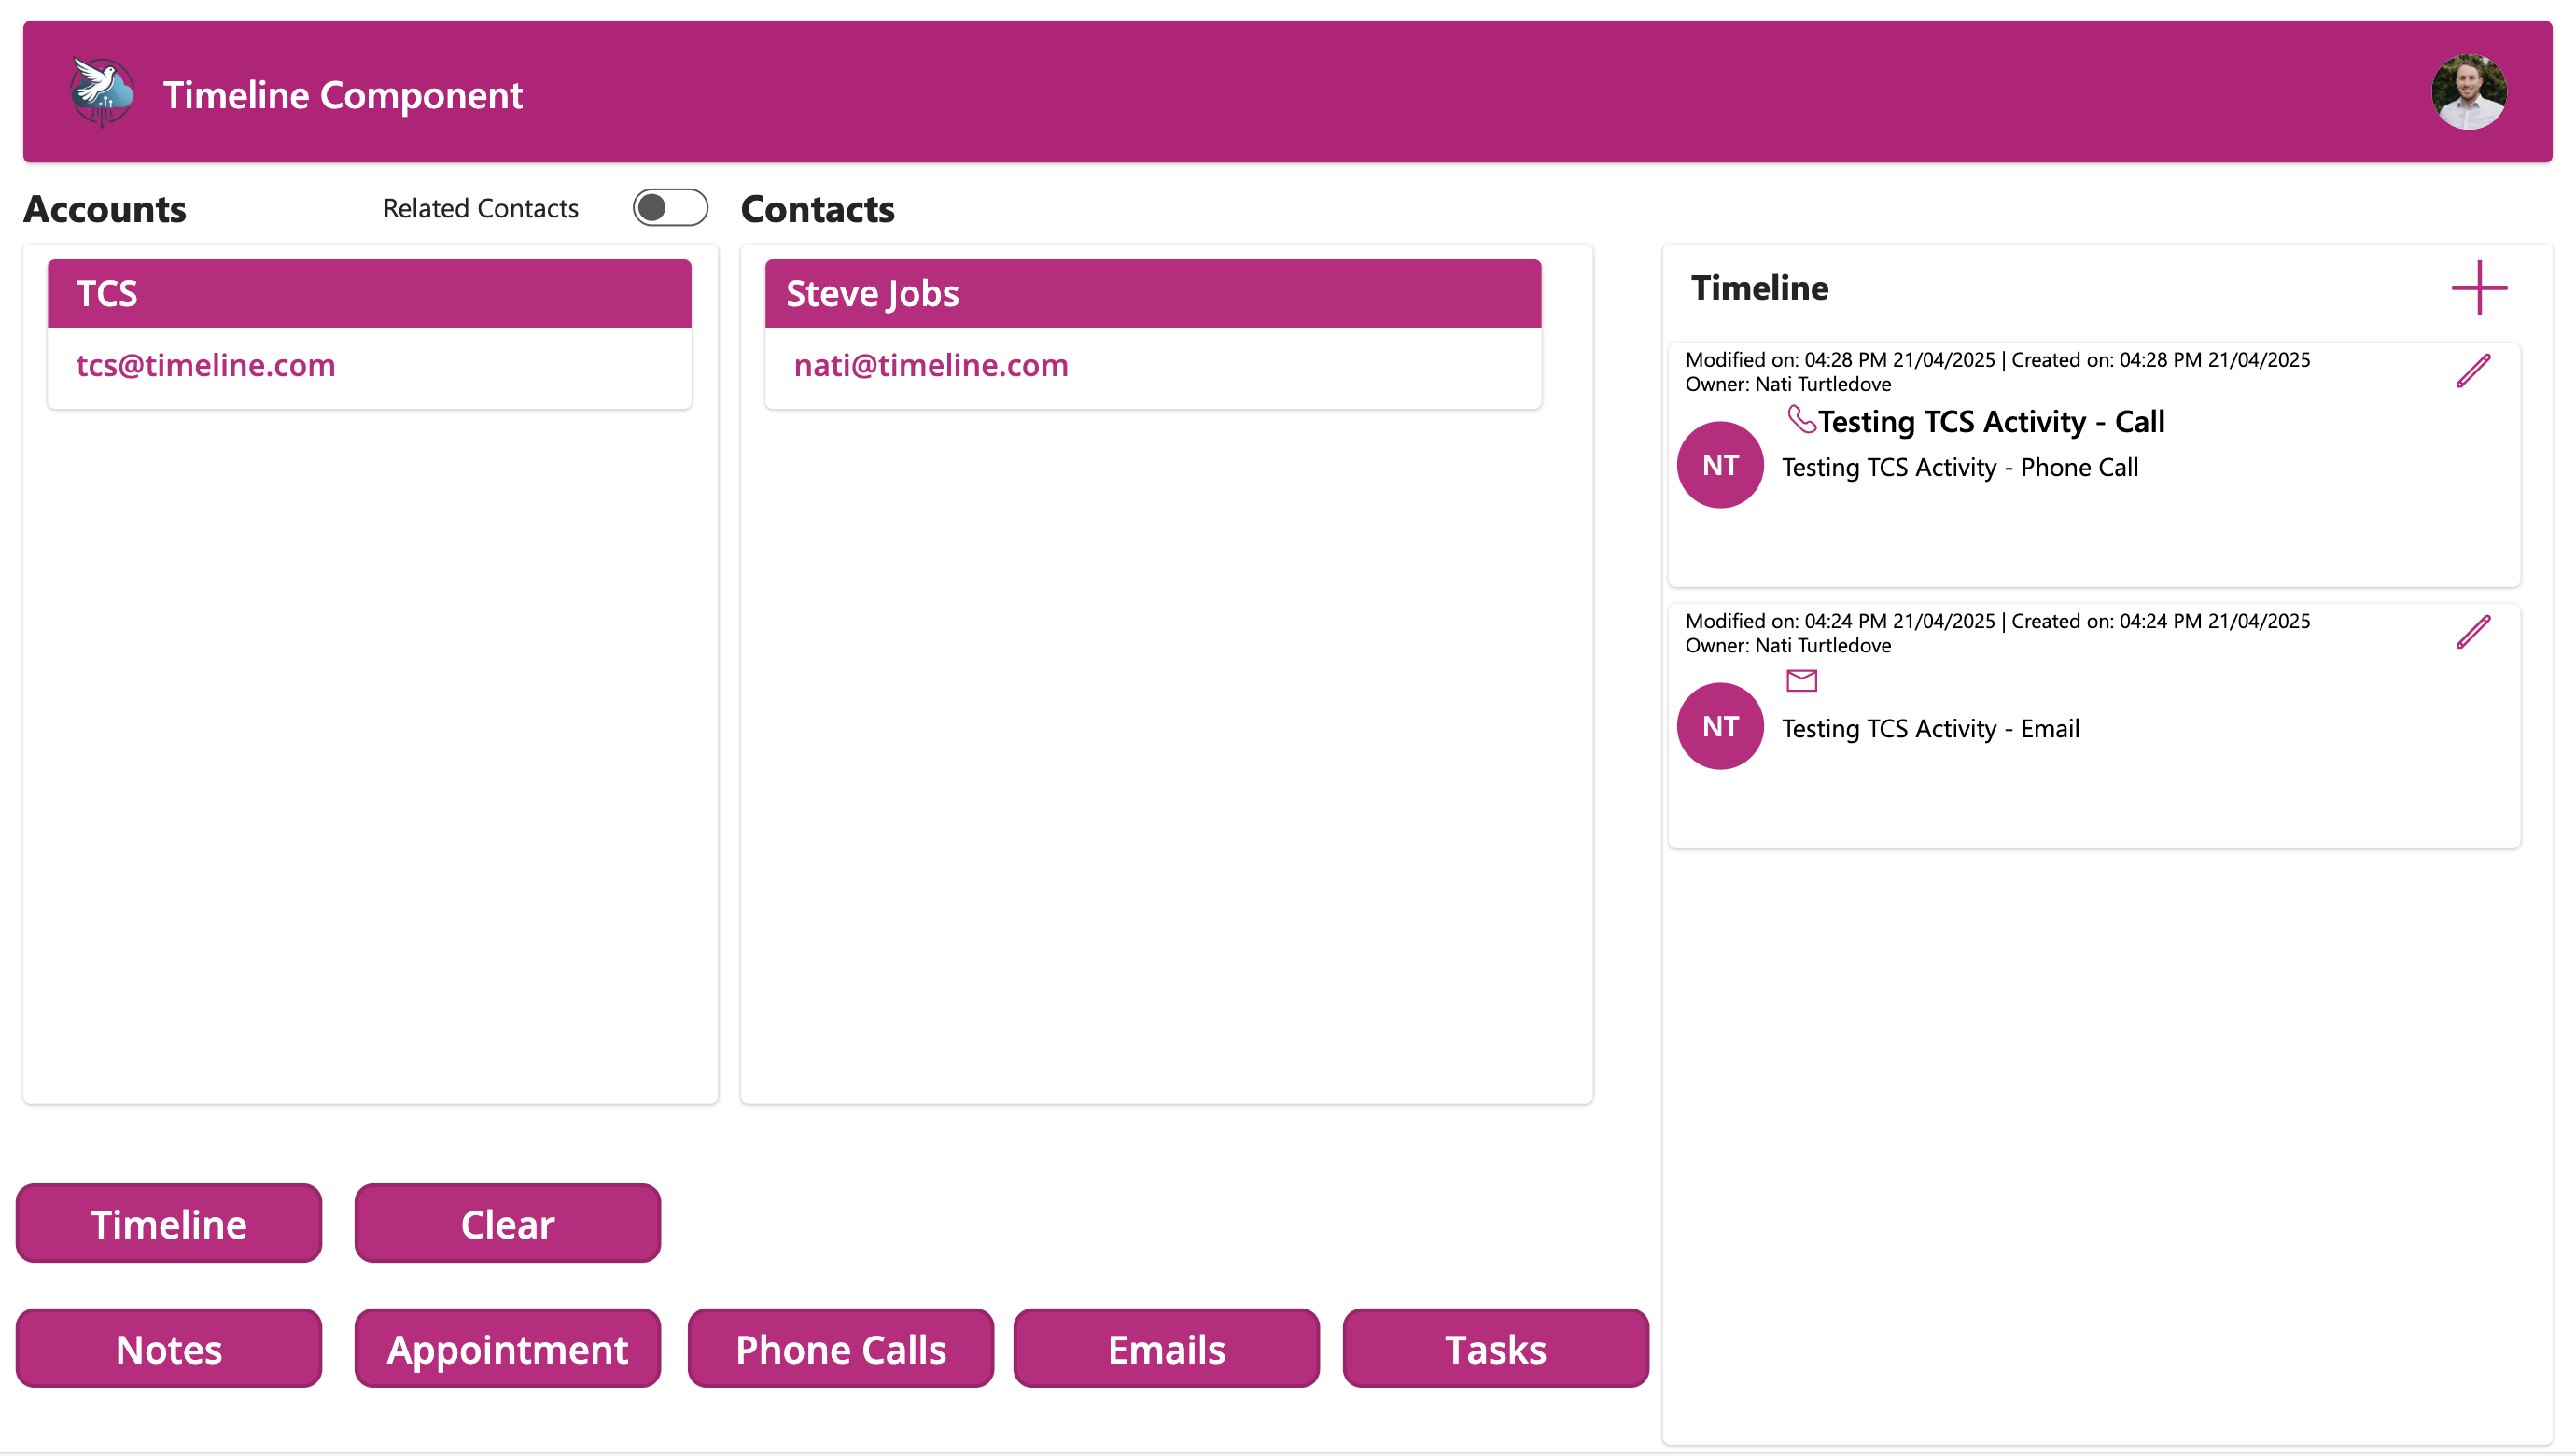 Timeline Component
Accounts
Related Contacts
Contacts
TCS
tcs@timeline.com
Steve Jobs
nati@timeline.com
Timeline
Modified on: 04:28 PM 21/04/2025 | Created on: 04:28 PM 21/04/2025
Owner: Nati Turtledove
Testing TCS Activity - Call
NT
Testing TCS Activity - Phone Call
Modified on: 04:24 PM 21/04/2025 | Created on: 04:24 PM 21/04/2025
Owner: Nati Turtledove
NT
Testing TCS Activity - Email
Timeline
Clear
Notes
Appointment
Phone Calls
Emails
Tasks